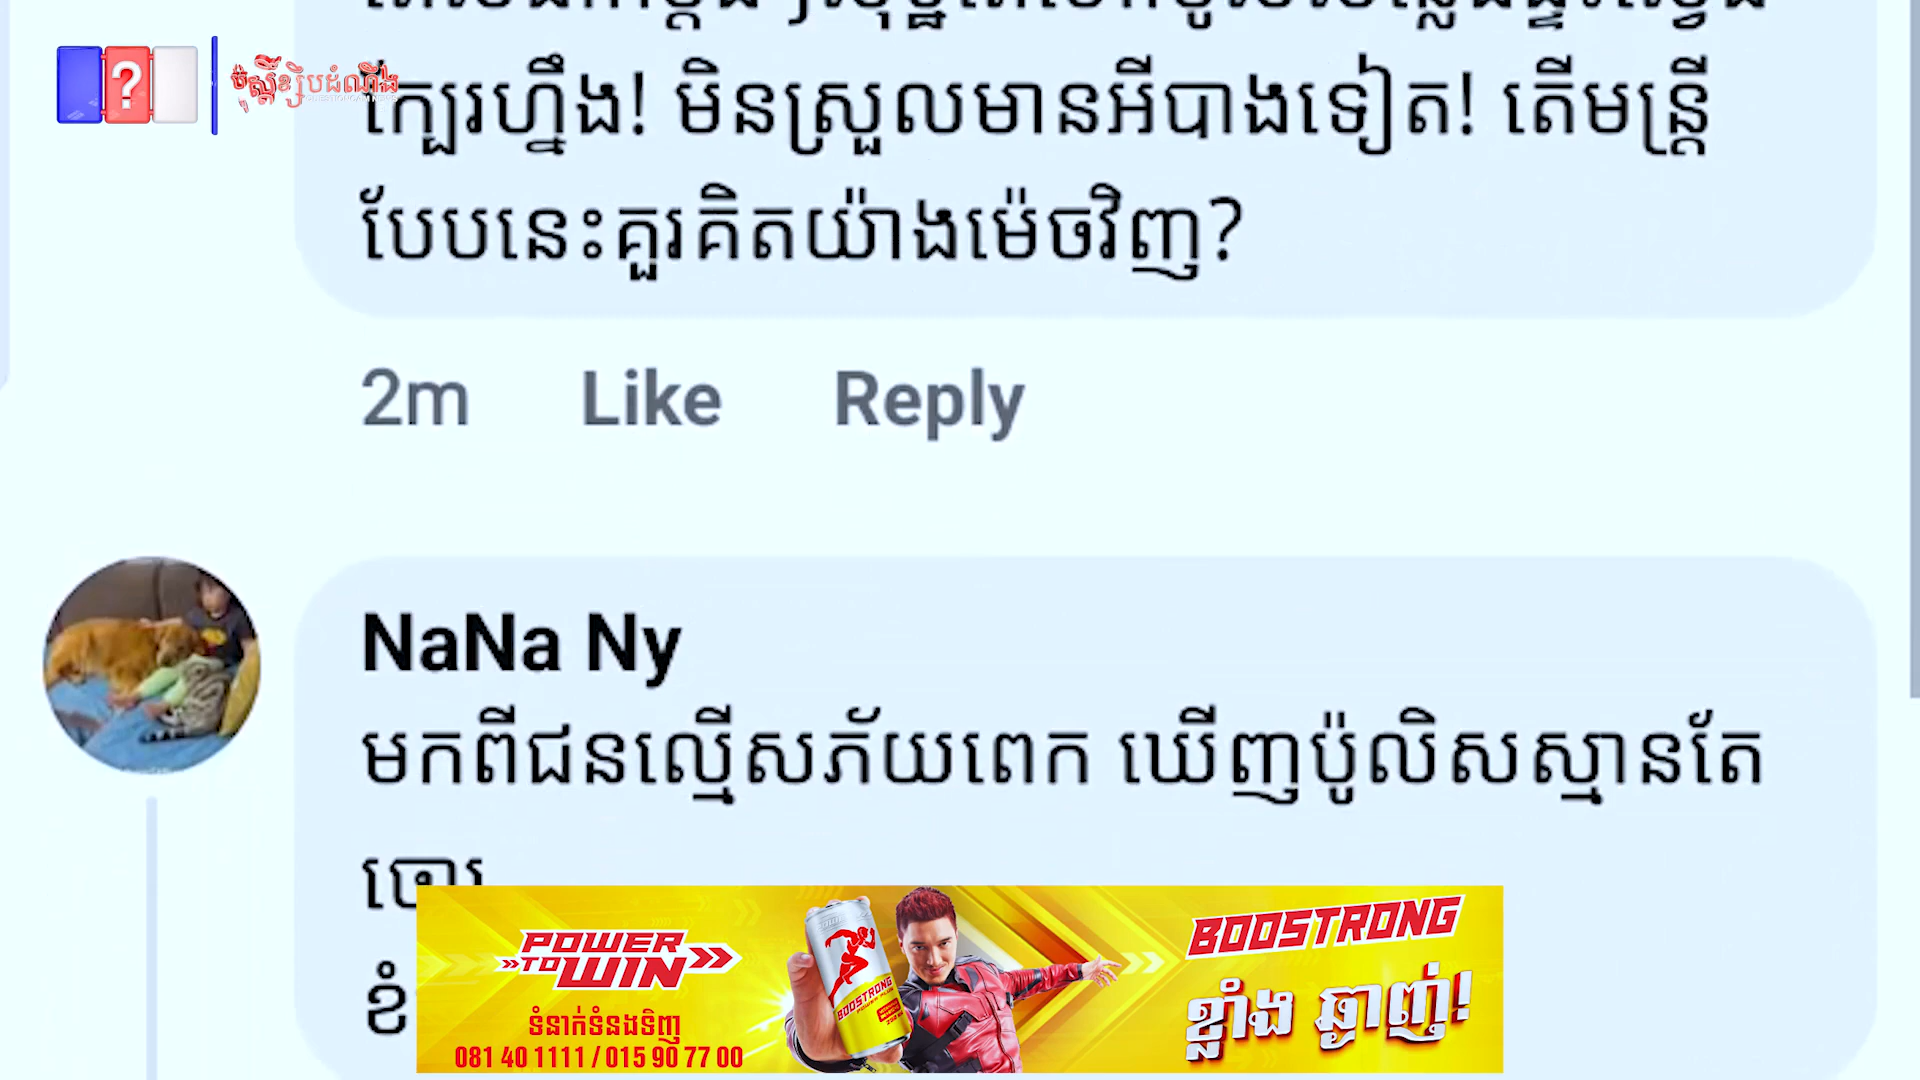 ក្បែរហ្នឹង! មិនស្រួលមានអីបាងទៀត! តើមន្ត្រី
បែបនេះគួរគិតយ៉ាងម៉េចវិញ?
2m Like Reply
NaNa Ny
មកពីជនល្មើសភ័យពេក ឃើញប៉ូលិសស្មានតែ
ចោរ
POWER
TO WIN
ទំនាក់ទំនងទិញ
081 40 1111 / 015 90 77 00
BOOSTRONG
BOOSTRONG
ខ្លាំង ឆ្ងាញ់!